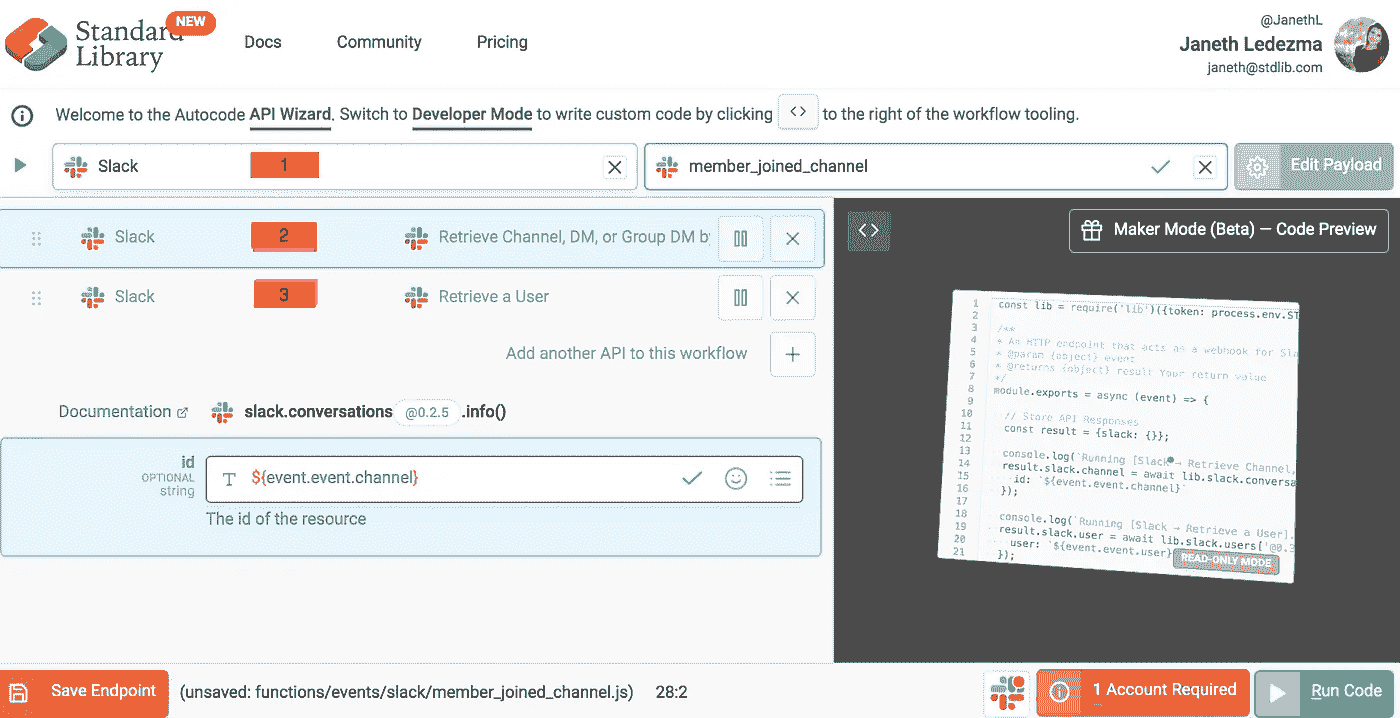 Standard Library
NEW
Docs
Community
Pricing
@JanethL
Janeth Ledezma
janeth@stdlib.com
Welcome to the Autocode API Wizard. Switch to Developer Mode to write custom code by clicking <> to the right of the workflow tooling.
Slack
1
member_joined_channel
Edit Payload
Slack
2
Retrieve Channel, DM, or Group DM by
Slack
3
Retrieve a User
Add another API to this workflow
Documentation
slack.conversations @0.2.5 .info()
id
OPTIONAL
string
T ${event.event.channel}
The id of the resource
<>
Maker Mode (Beta) — Code Preview
1 const lib = require('lib')({token: process.env.ST
2
3 /**
4 * An HTTP endpoint that acts as a webhook for Sla
5 * @param {object} event
6 * @returns {object} result Your return value
7 */
8 module.exports = async (event) => {
9
10 // Store API Responses
11 const result = {slack: {}};
12
13 console.log(`Running [Slack → Retrieve Channel,
14 result.slack.channel = await lib.slack.conversa
15 id: `${event.event.channel}`
16 });
17
18 console.log(`Running [Slack → Retrieve a User].
19 result.slack.user = await lib.slack.users['@0.3
20 user: `${event.event.user}
21 });
READ-ONLY MODE
Save Endpoint
(unsaved: functions/events/slack/member_joined_channel.js)
28:2
1 Account Required
Run Code